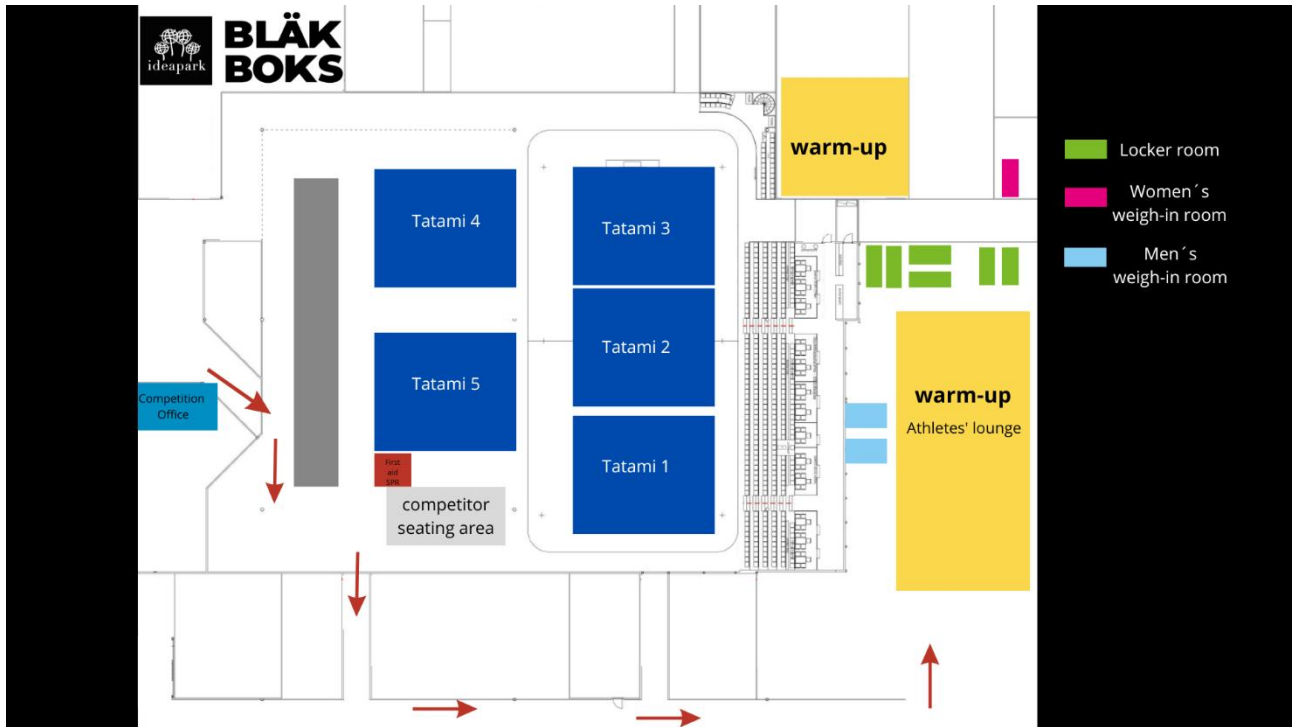 ideapark
BLÄK
BOKS
warm-up
Locker room
Women´s
weigh-in room
Men´s
weigh-in room
Tatami 4
Tatami 3
Tatami 2
Tatami 5
Competition
Office
warm-up
Athletes' lounge
Tatami 1
First
aid
SPR
competitor
seating area